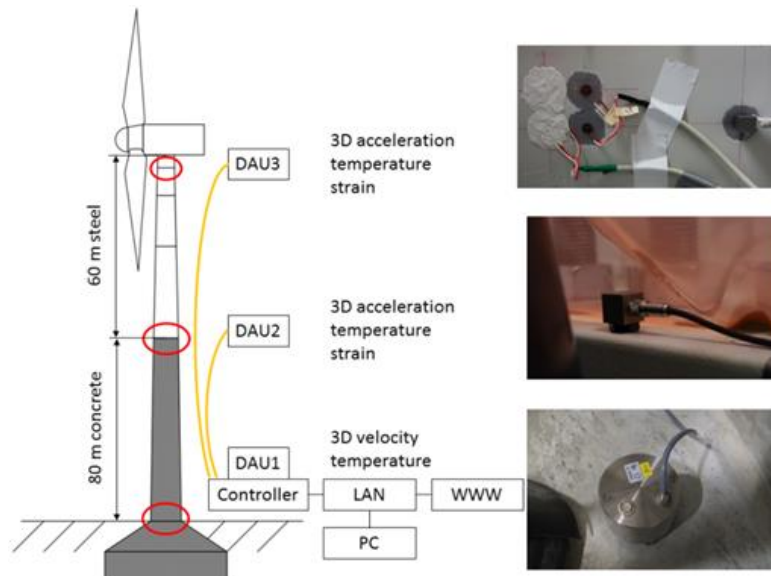 DAU3
3D acceleration
temperature
strain
60 m steel
DAU2
3D acceleration
temperature
strain
80 m concrete
DAU1
3D velocity
temperature
Controller
LAN
WWW
PC